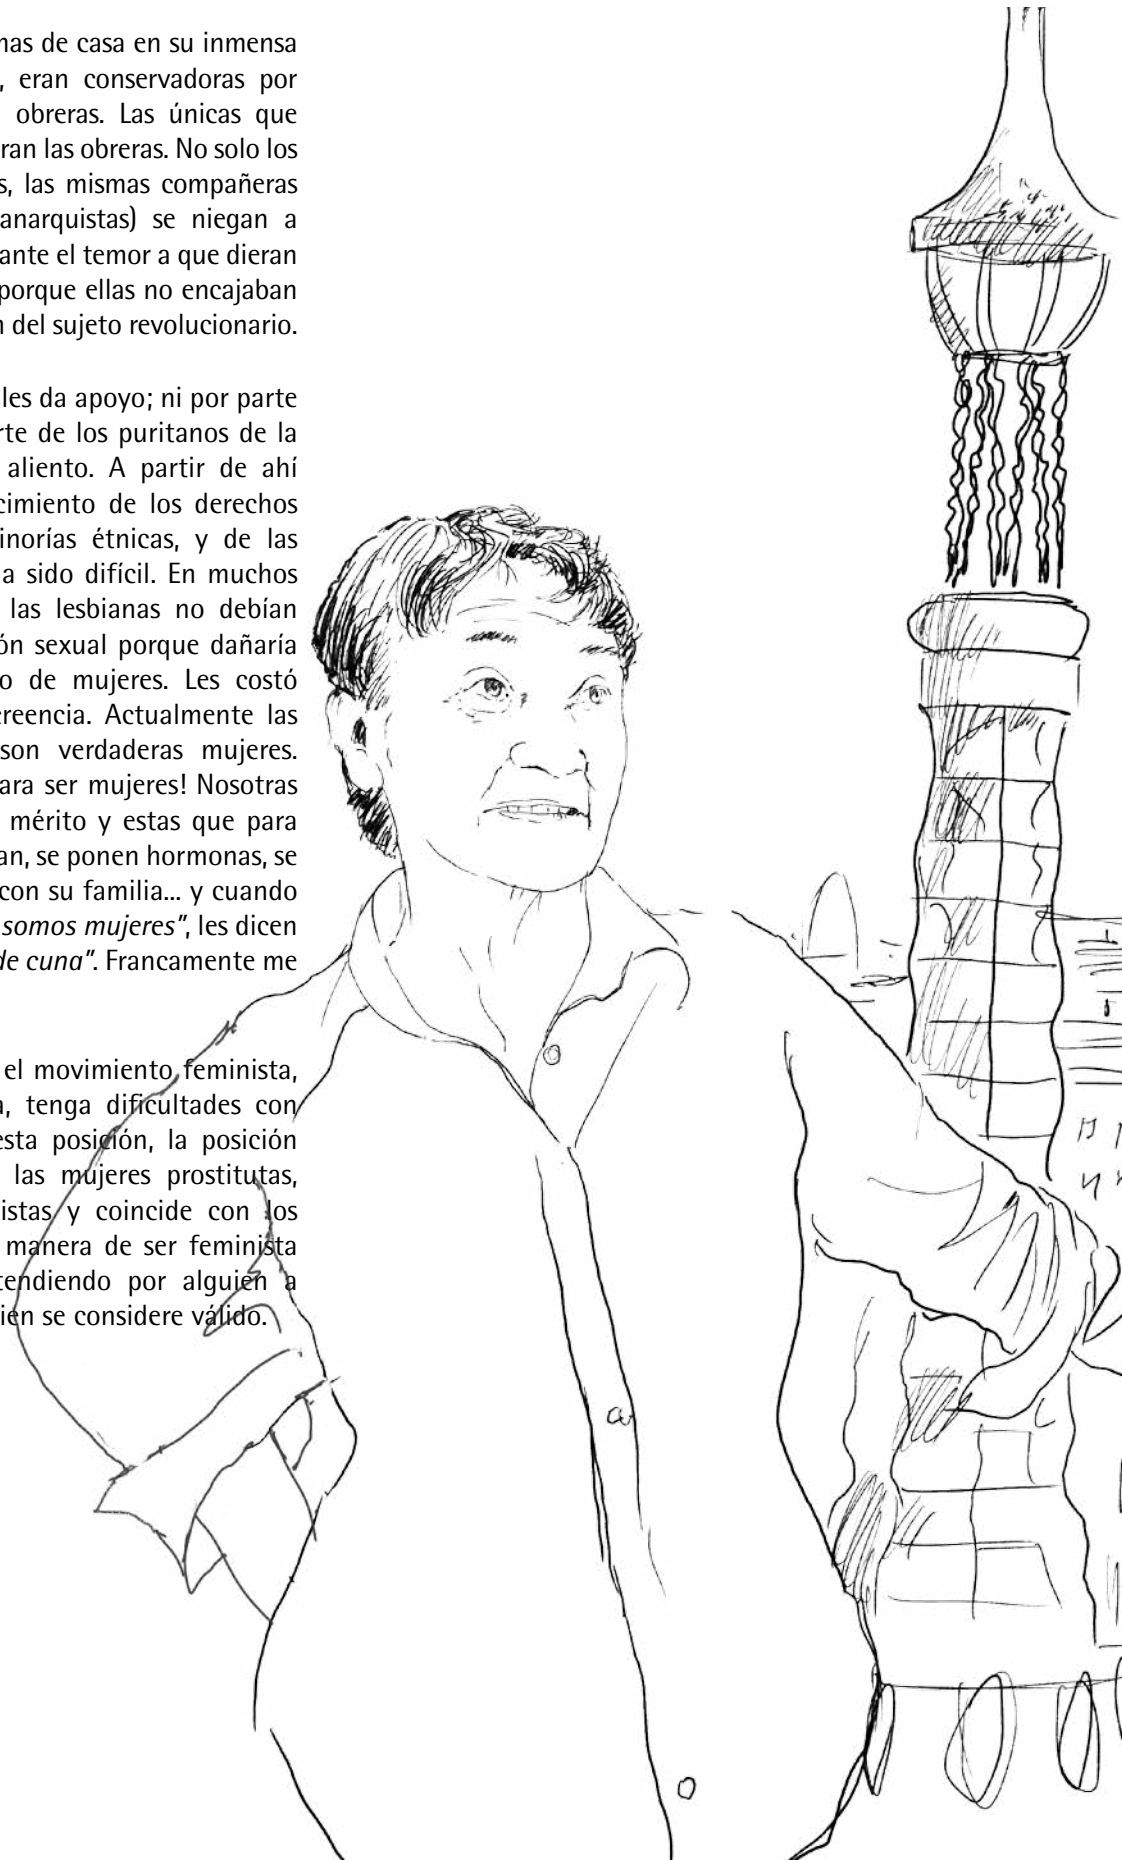 nas de casa en su inmensa
, eran conservadoras por
obreras. Las únicas que
ran las obreras. No solo los
s, las mismas compañeras
anarquistas) se niegan a
ante el temor a que dieran
porque ellas no encajaban
n del sujeto revolucionario.
les da apoyo; ni por parte
rte de los puritanos de la
aliento. A partir de ahí
cimiento de los derechos
inorías étnicas, y de las
a sido difícil. En muchos
las lesbianas no debían
ón sexual porque dañaría
o de mujeres. Les costó
ereencia. Actualmente las
son verdaderas mujeres.
ara ser mujeres! Nosotras
mérito y estas que para
an, se ponen hormonas, se
con su familia... y cuando
somos mujeres”, les dicen
de cuna”. Francamente me
el movimiento feminista,
a, tenga dificultades con
esta posición, la posición
las mujeres prostitutas,
istas y coincide con los
manera de ser feminista
tendiendo por alguien a
ien se considere válido.